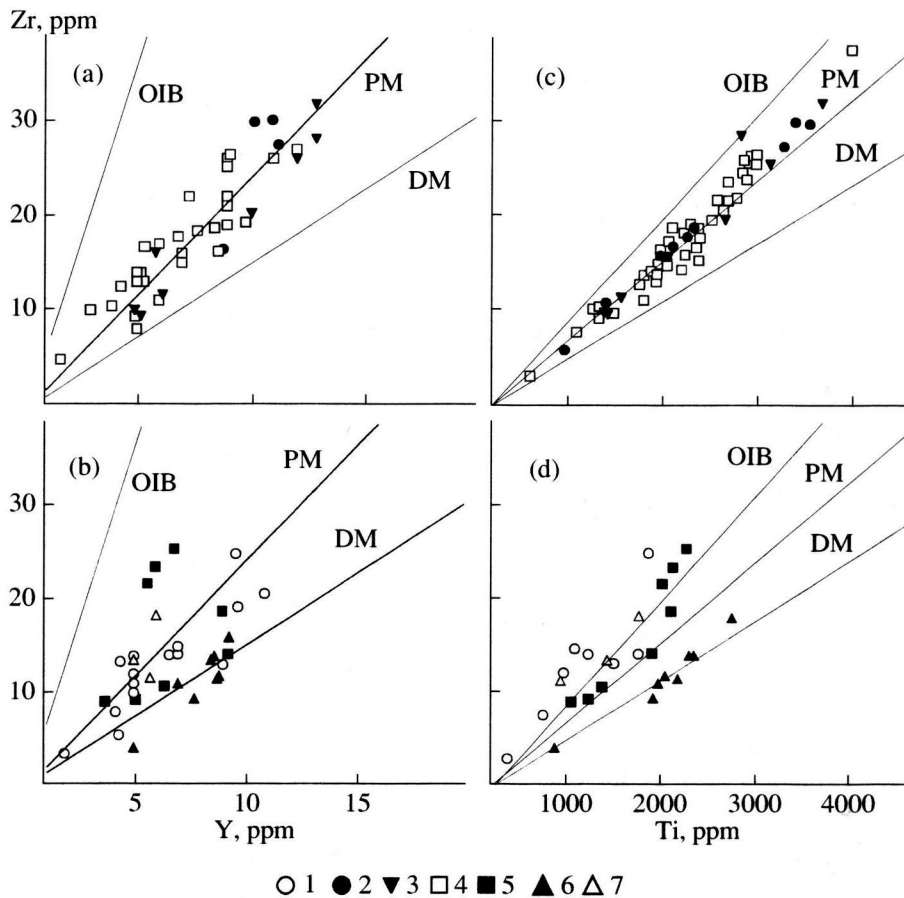 Zr, ppm
(a)
OIB
PM
DM
30
20
10
(c)
OIB
PM
DM
(b)
OIB
PM
DM
30
20
10
5 10 15
Y, ppm
(d)
OIB
PM
DM
1000 2000 3000 4000
Ti, ppm
1 2 3 4 5 6 7